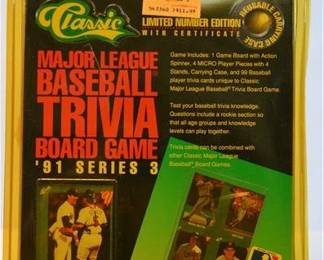 Classic
LIMITED NUMBER EDITION
WITH CERTIFICATE
REUSABLE CARRYING CASE
MAJOR LEAGUE
BASEBALL
TRIVIA
BOARD GAME
'91 SERIES 3
Game Includes: 1 Game Board with Action
Spinner, 4 MICRO Player Pieces with 4
Stands, Carrying Case, and 99 Baseball
player trivia cards unique to Classic
Major League Baseball Trivia Board Game.
Test your baseball trivia knowledge.
Questions include a rookie section so
that all age groups and knowledge
levels can play together.
Trivia cards can be combined with
other Classic Major League
Baseball Board Games.